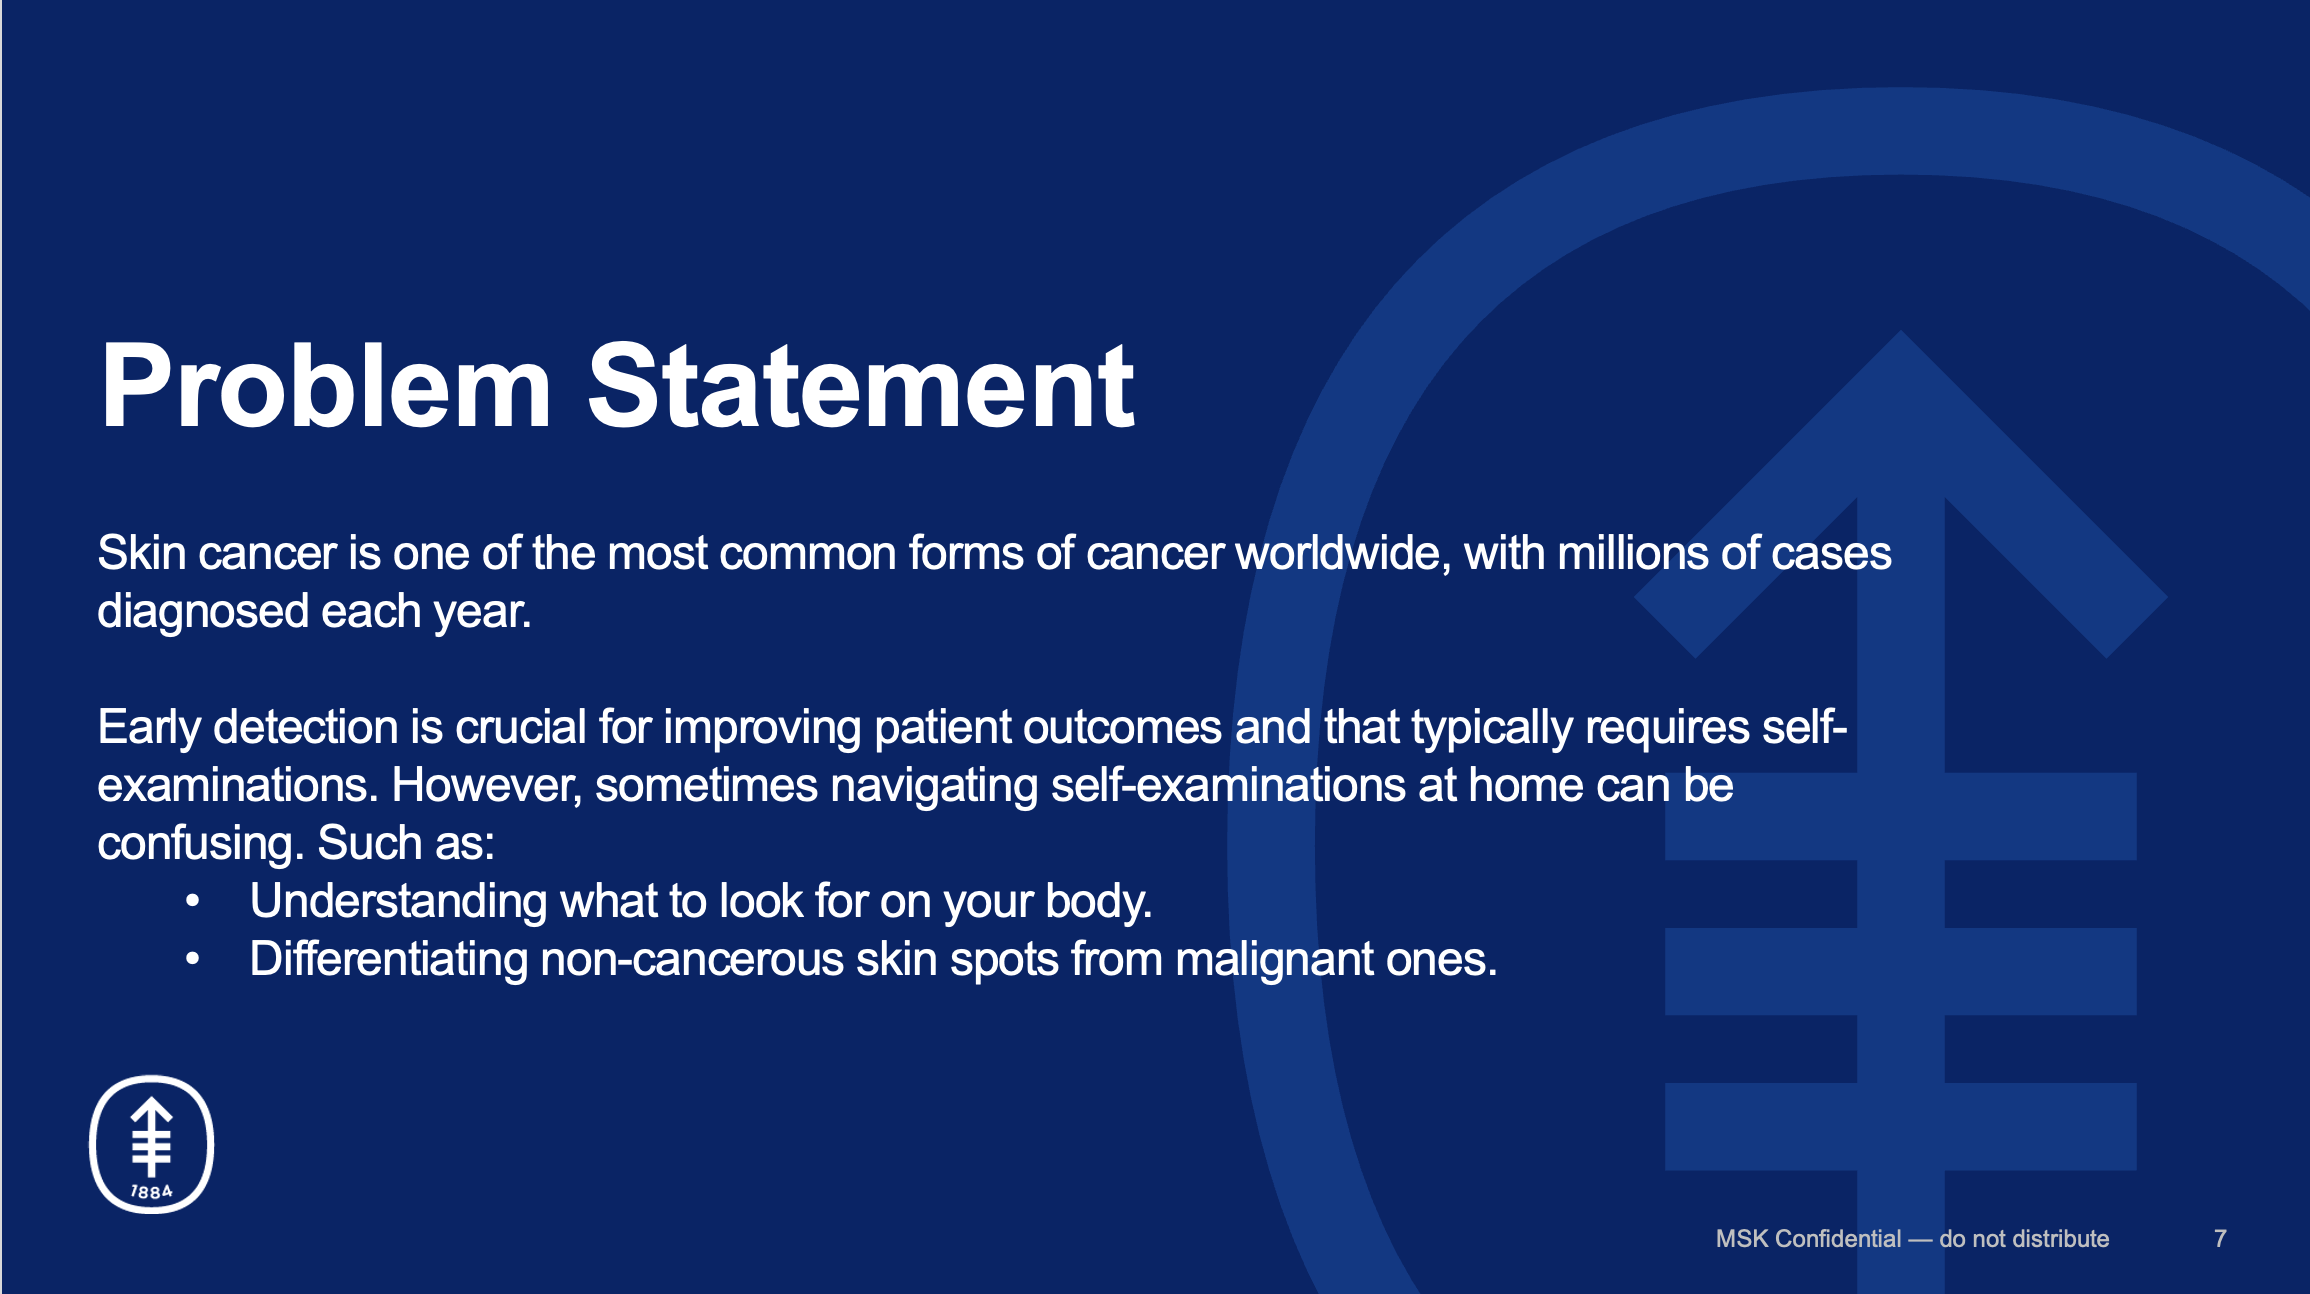 Problem Statement
Skin cancer is one of the most common forms of cancer worldwide, with millions of cases
diagnosed each year.
Early detection is crucial for improving patient outcomes and that typically requires self-
examinations. However, sometimes navigating self-examinations at home can be
confusing. Such as:
• Understanding what to look for on your body.
• Differentiating non-cancerous skin spots from malignant ones.
1884
MSK Confidential — do not distribute 7